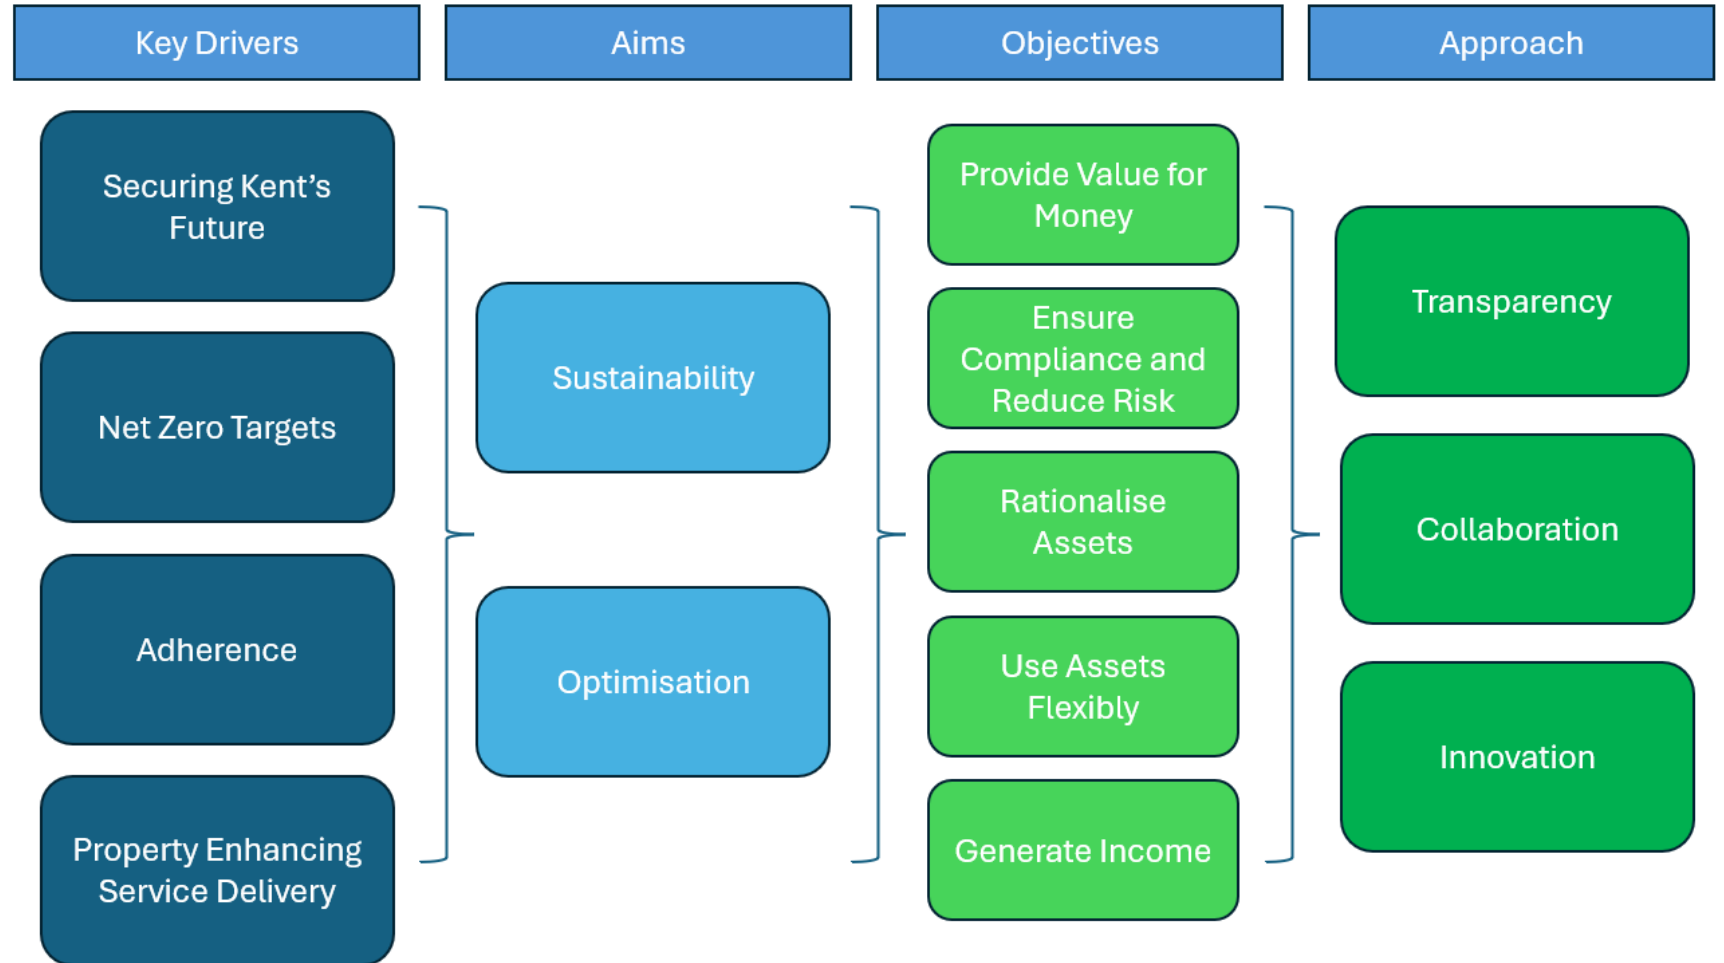 Key Drivers
Aims
Objectives
Approach
Securing Kent's
Future
Net Zero Targets
Adherence
Property Enhancing
Service Delivery
Sustainability
Optimisation
Provide Value for
Money
Ensure
Compliance and
Reduce Risk
Rationalise
Assets
Use Assets
Flexibly
Generate Income
Transparency
Collaboration
Innovation